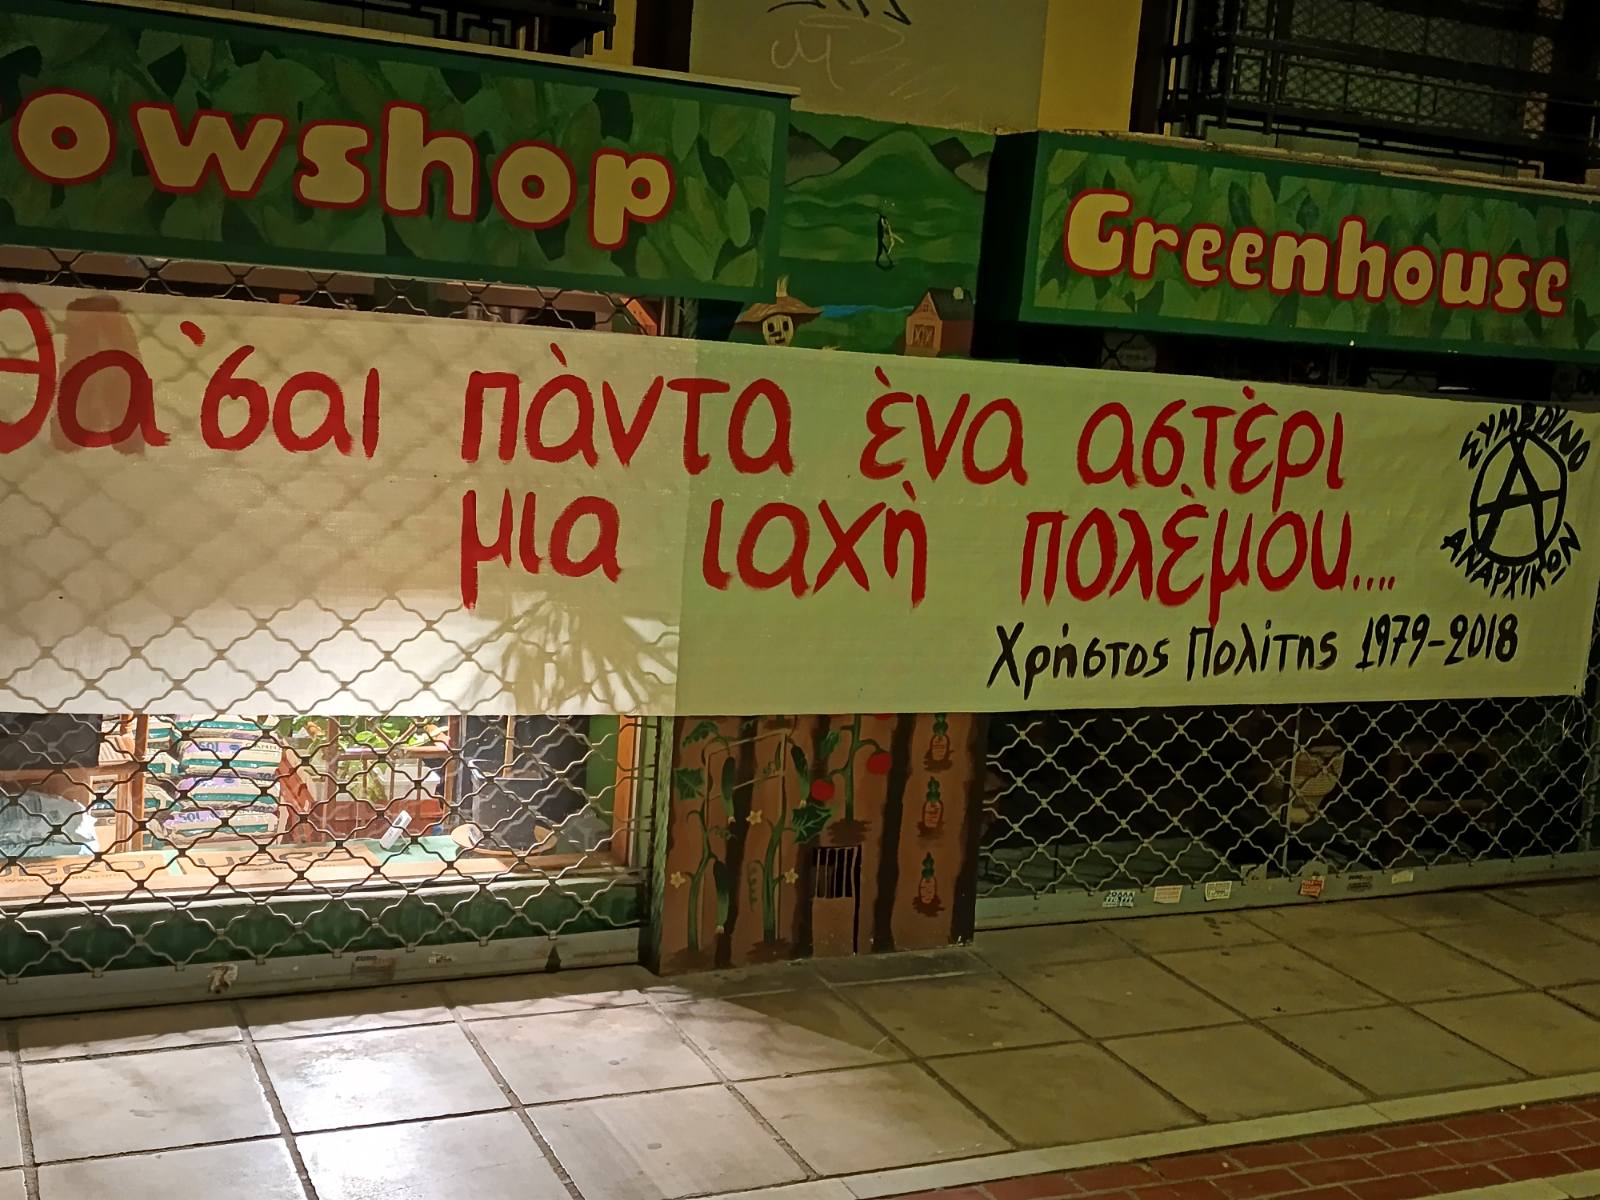 owshop
Greenhouse
θα 'σαι πάντα ένα αστέρι
μια ιαχή πολέμου....
ΣΥΜΒΟΥΛΙΟ
Α
ΑΝΑΡΧΙΚΩΝ
Χρήστος Πολίτης 1979-2018